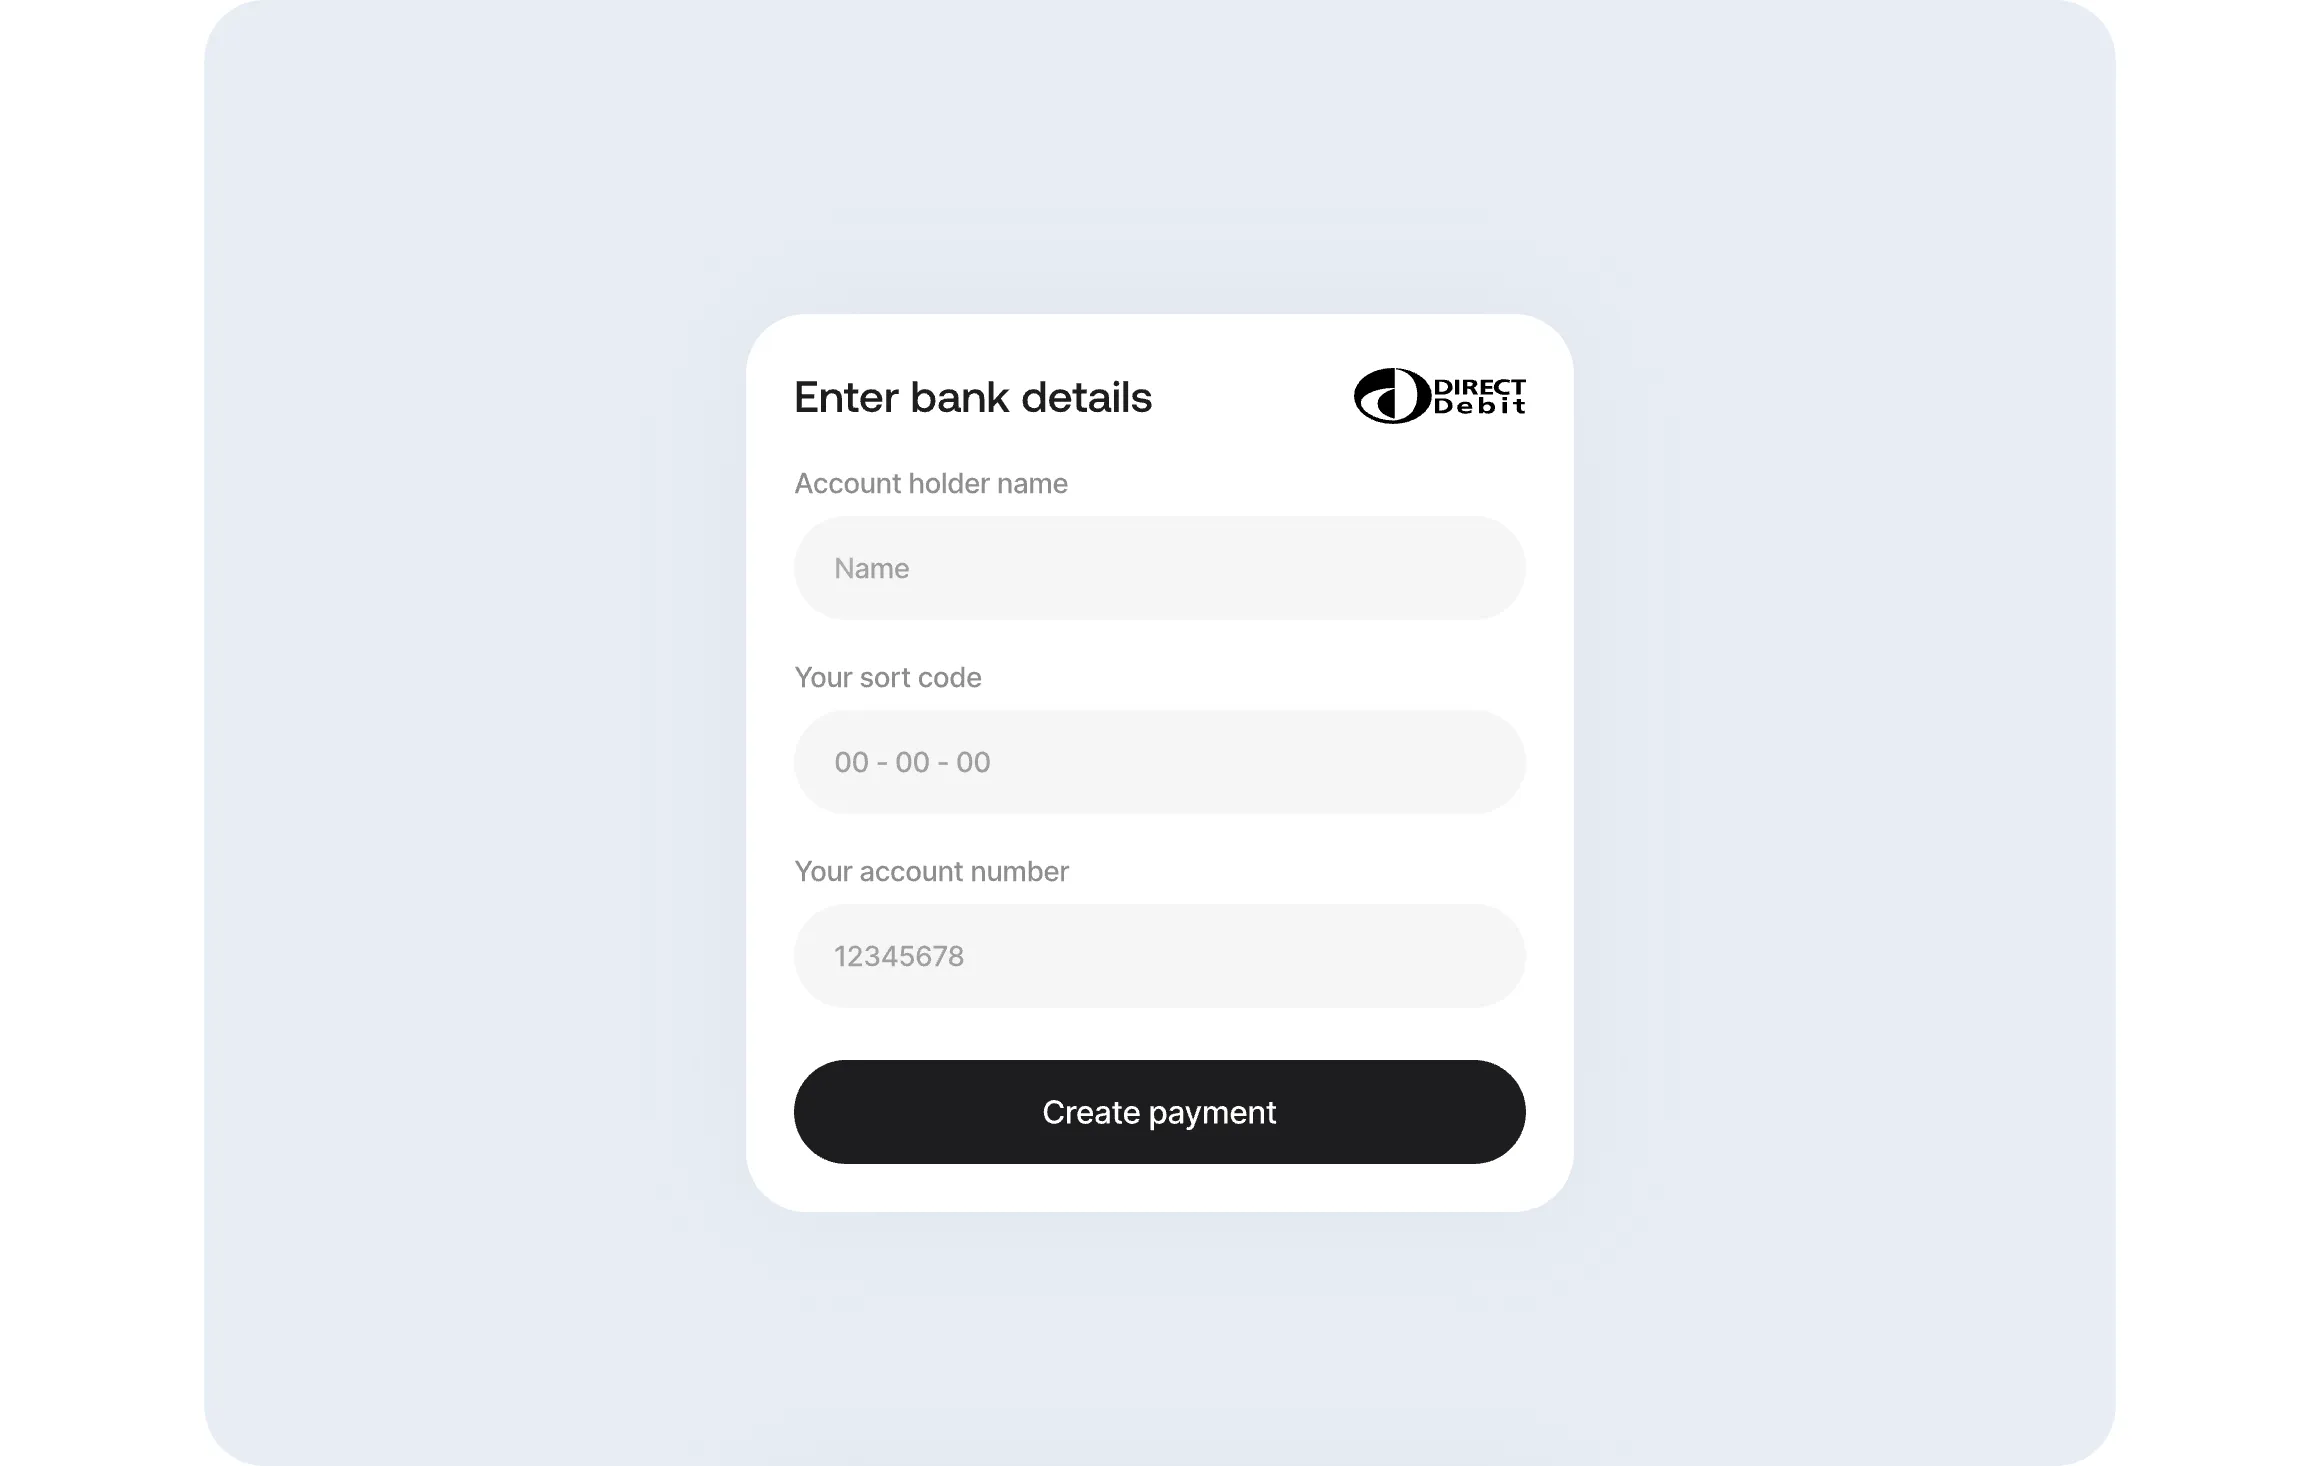 Enter bank details
DIRECT
Debit
Account holder name
Name
Your sort code
00 - 00 - 00
Your account number
12345678
Create payment